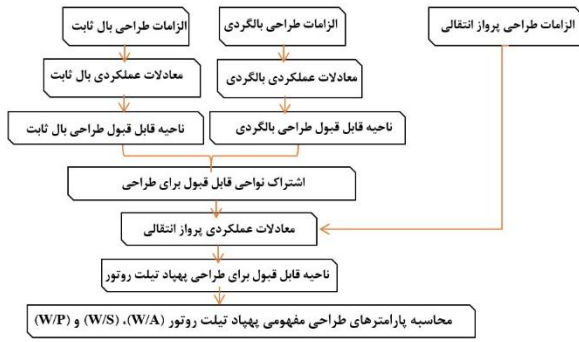 الزامات طراحی بال ثابت
الزامات طراحی بالگردی
الزامات طراحی پرواز انتقالی
معادلات عملکردی بال ثابت
معادلات عملکردی بالگردی
ناحیه قابل قبول طراحی بال ثابت
ناحیه قابل قبول طراحی بالگردی
اشتراک نواحی قابل قبول برای طراحی
معادلات عملکردی پرواز انتقالی
ناحیه قابل قبول برای طراحی پهپاد تیلت روتور
محاسبه پارامترهای طراحی مفهومی پهپاد تیلت روتور (W/A)، (W/S) و (W/P)